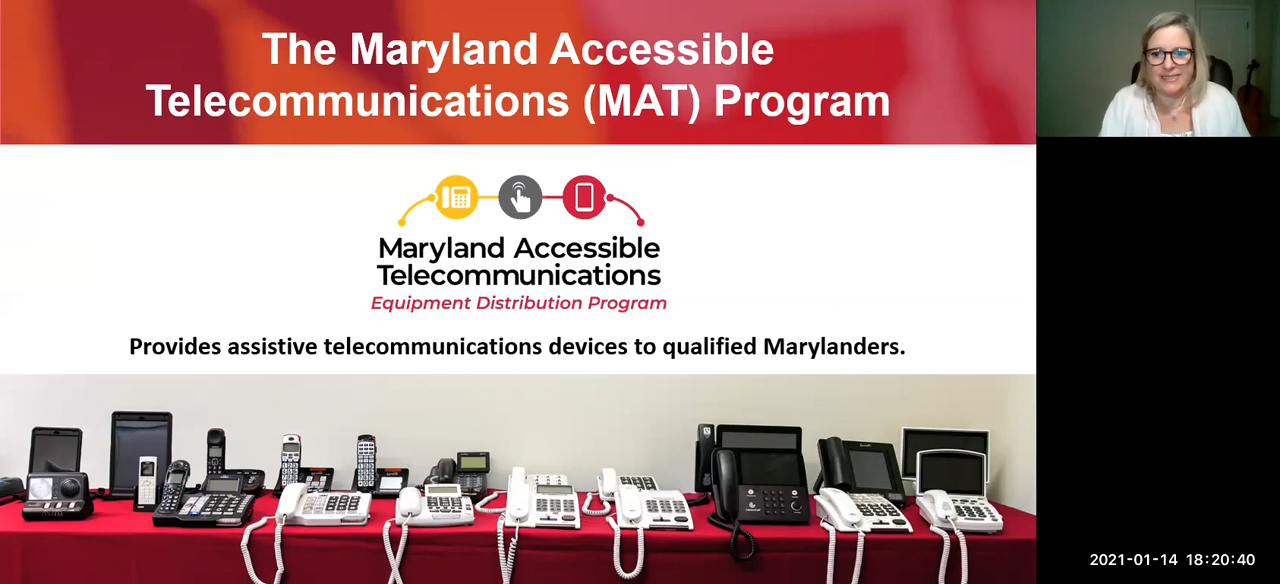 The Maryland Accessible
Telecommunications (MAT) Program
Maryland Accessible
Telecommunications
Equipment Distribution Program
Provides assistive telecommunications devices to qualified Marylanders.
2021-01-14 18:20:40